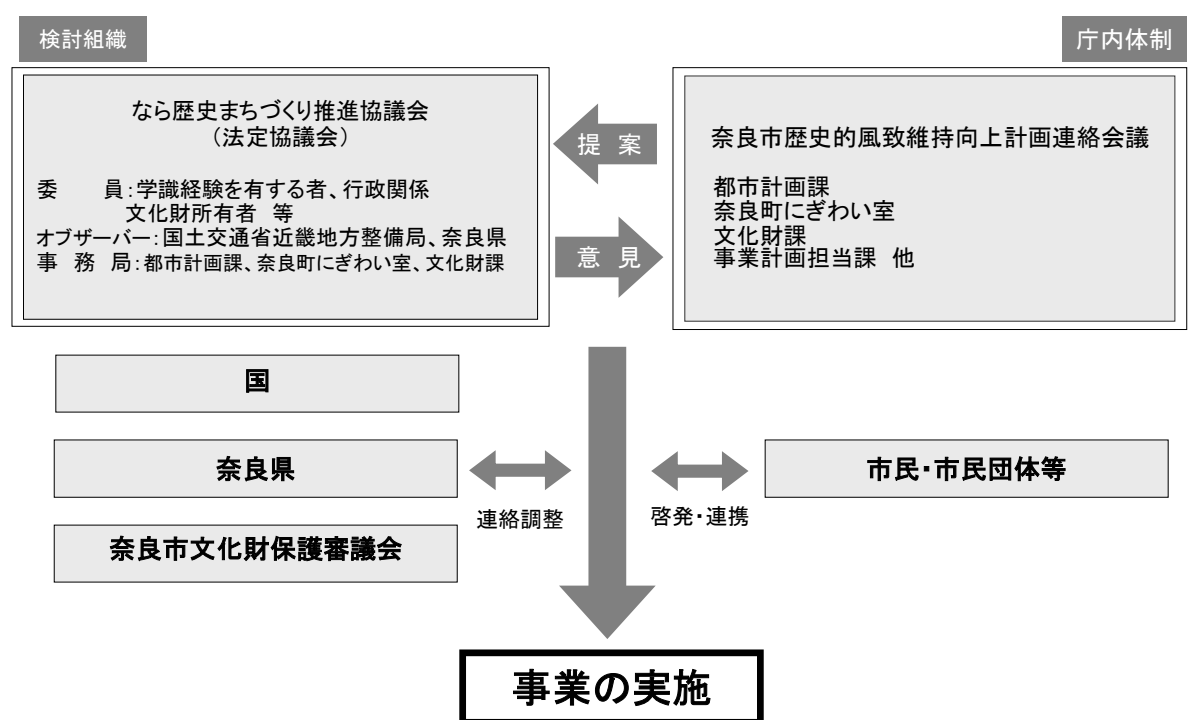 検討組織
庁内体制
なら歴史まちづくり推進協議会
(法定協議会)
委　　員:学識経験を有する者、行政関係
文化財所有者　等
オブザーバー:国土交通省近畿地方整備局、奈良県
事　務　局:都市計画課、奈良町にぎわい室、文化財課
提　案
意　見
奈良市歴史的風致維持向上計画連絡会議
都市計画課
奈良町にぎわい室
文化財課
事業計画担当課　他
国
奈良県
奈良市文化財保護審議会
連絡調整
啓発・連携
市民・市民団体等
事業の実施